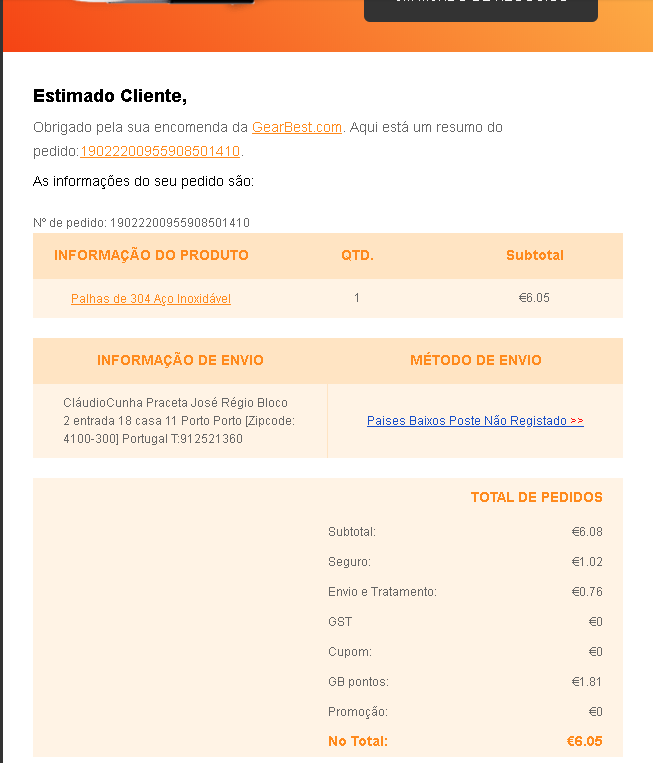 Estimado Cliente,
Obrigado pela sua encomenda da GearBest.com. Aqui está um resumo do
pedido:19022200955908501410.
As informações do seu pedido são:
Nº de pedido: 19022200955908501410
INFORMAÇÃO DO PRODUTO QTD. Subtotal
Palhas de 304 Aço Inoxidável 1 €6.05
INFORMAÇÃO DE ENVIO MÉTODO DE ENVIO
CláudioCunha Praceta José Régio Bloco
2 entrada 18 casa 11 Porto Porto [Zipcode:
4100-300] Portugal T:912521360
Paises Baixos Poste Não Registado >>
TOTAL DE PEDIDOS
Subtotal: €6.08
Seguro: €1.02
Envio e Tratamento: €0.76
GST €0
Cupom: €0
GB pontos: €1.81
Promoção: €0
No Total: €6.05